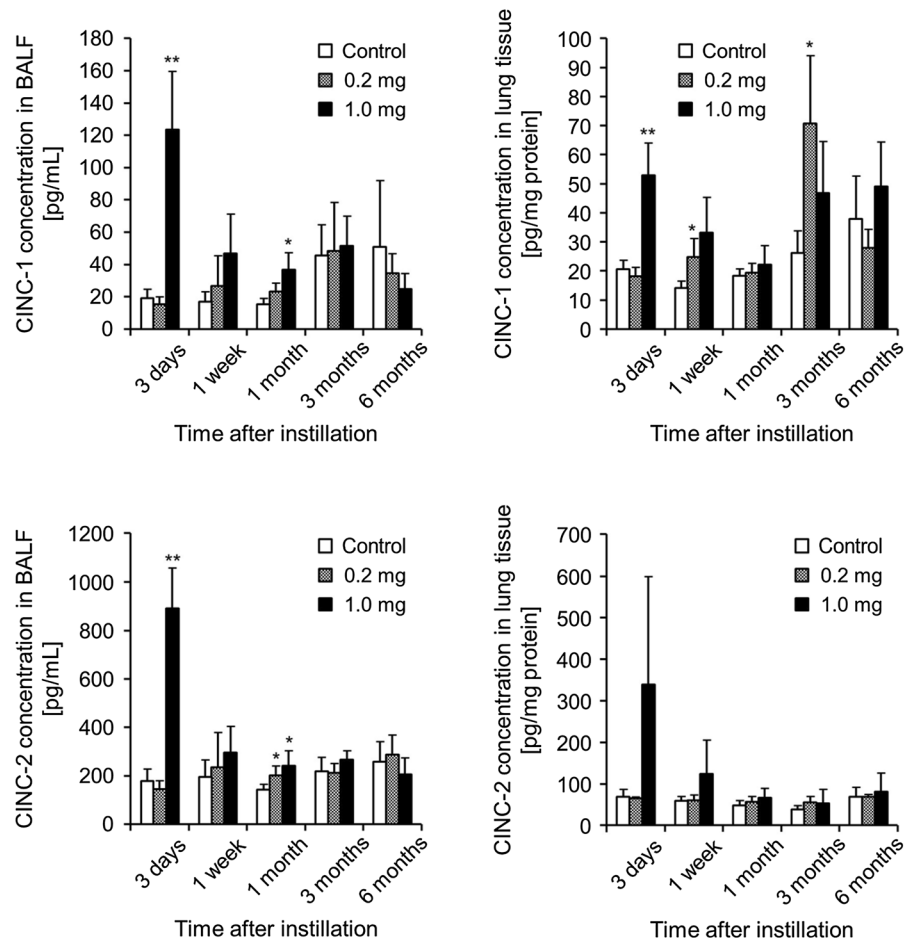 CINC-1 concentration in BALF
[pg/mL]
180
160
140
120
100
80
60
40
20
0
**
*
Control
0.2 mg
1.0 mg
3 days
1 week
1 month
3 months
6 months
Time after instillation
CINC-1 concentration in lung tissue
[pg/mg protein]
100
90
80
70
60
50
40
30
20
10
0
**
*
*
Control
0.2 mg
1.0 mg
3 days
1 week
1 month
3 months
6 months
Time after instillation
CINC-2 concentration in BALF
[pg/mL]
1200
1000
800
600
400
200
0
**
*
*
Control
0.2 mg
1.0 mg
3 days
1 week
1 month
3 months
6 months
Time after instillation
CINC-2 concentration in lung tissue
[pg/mg protein]
700
600
500
400
300
200
100
0
Control
0.2 mg
1.0 mg
3 days
1 week
1 month
3 months
6 months
Time after instillation